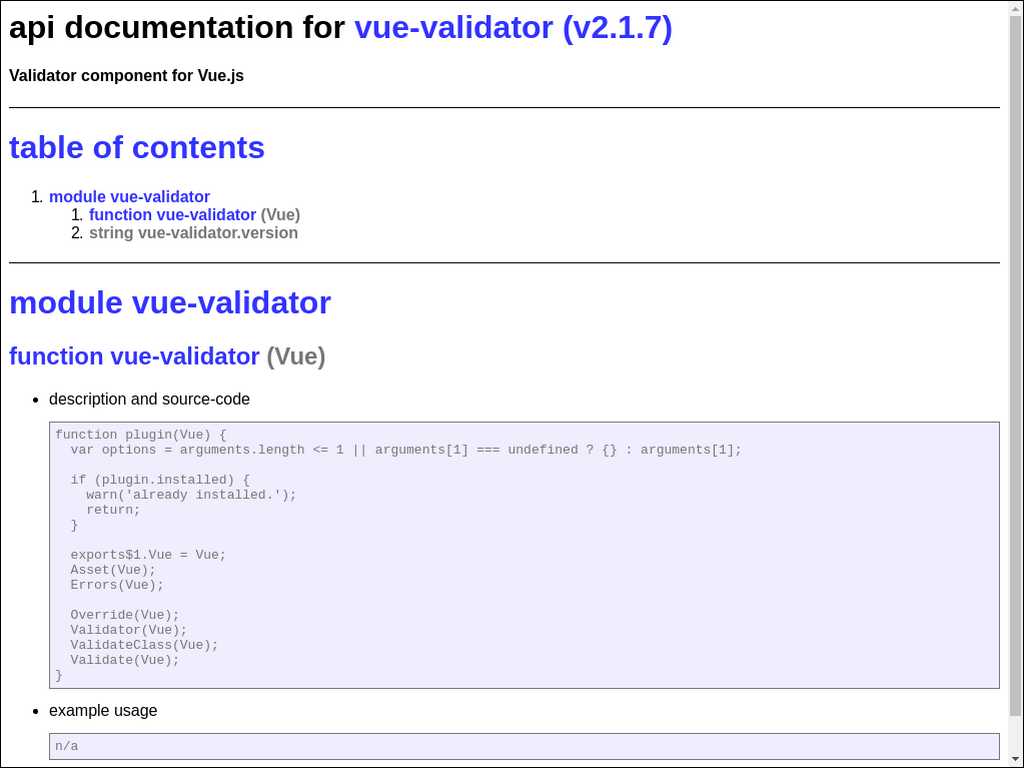 api documentation for vue-validator (v2.1.7)
Validator component for Vue.js
table of contents
1. module vue-validator
1. function vue-validator (Vue)
2. string vue-validator.version
module vue-validator
function vue-validator (Vue)
• description and source-code
function plugin(Vue) {
  var options = arguments.length <= 1 || arguments[1] === undefined ? {} : arguments[1];
  if (plugin.installed) {
    warn('already installed.');
    return;
  }
  exports$1.Vue = Vue;
  Asset(Vue);
  Errors(Vue);
  Override(Vue);
  Validator(Vue);
  ValidateClass(Vue);
  Validate(Vue);
}
• example usage
n/a